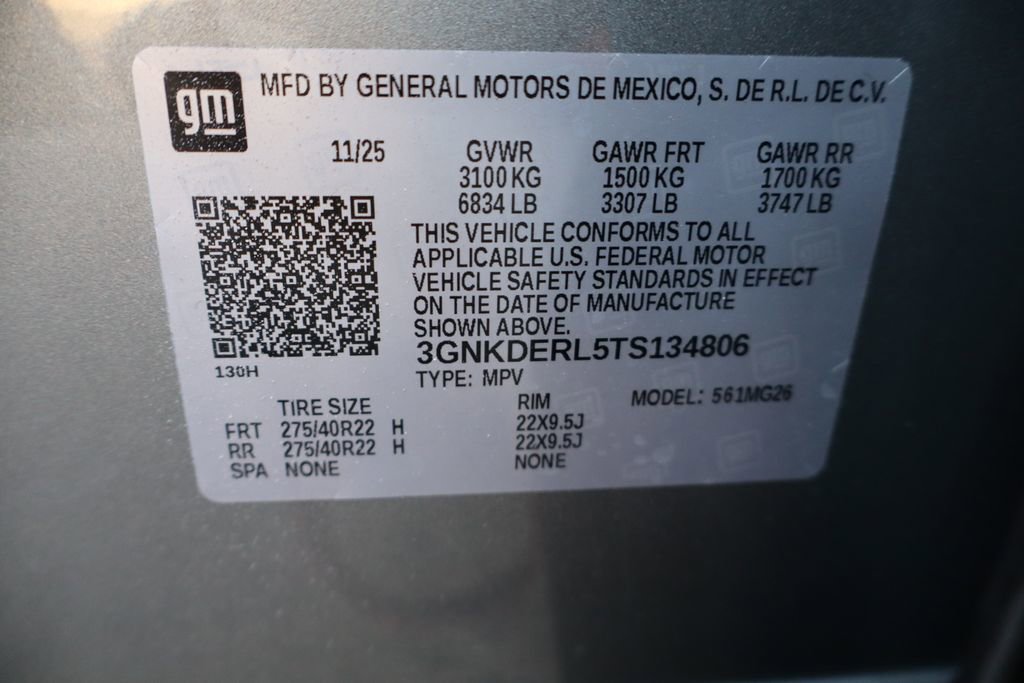 gm
MFD BY GENERAL MOTORS DE MEXICO, S. DE R.L. DE C.V.
11/25 GVWR GAWR FRT GAWR RR
3100 KG 1500 KG 1700 KG
6834 LB 3307 LB 3747 LB
THIS VEHICLE CONFORMS TO ALL
APPLICABLE U.S. FEDERAL MOTOR
VEHICLE SAFETY STANDARDS IN EFFECT
ON THE DATE OF MANUFACTURE
SHOWN ABOVE.
3GNKDERL5TS134806
130H
TYPE: MPV
TIRE SIZE RIM MODEL: 561MG26
FRT 275/40R22 H 22X9.5J
RR 275/40R22 H 22X9.5J
SPA NONE NONE